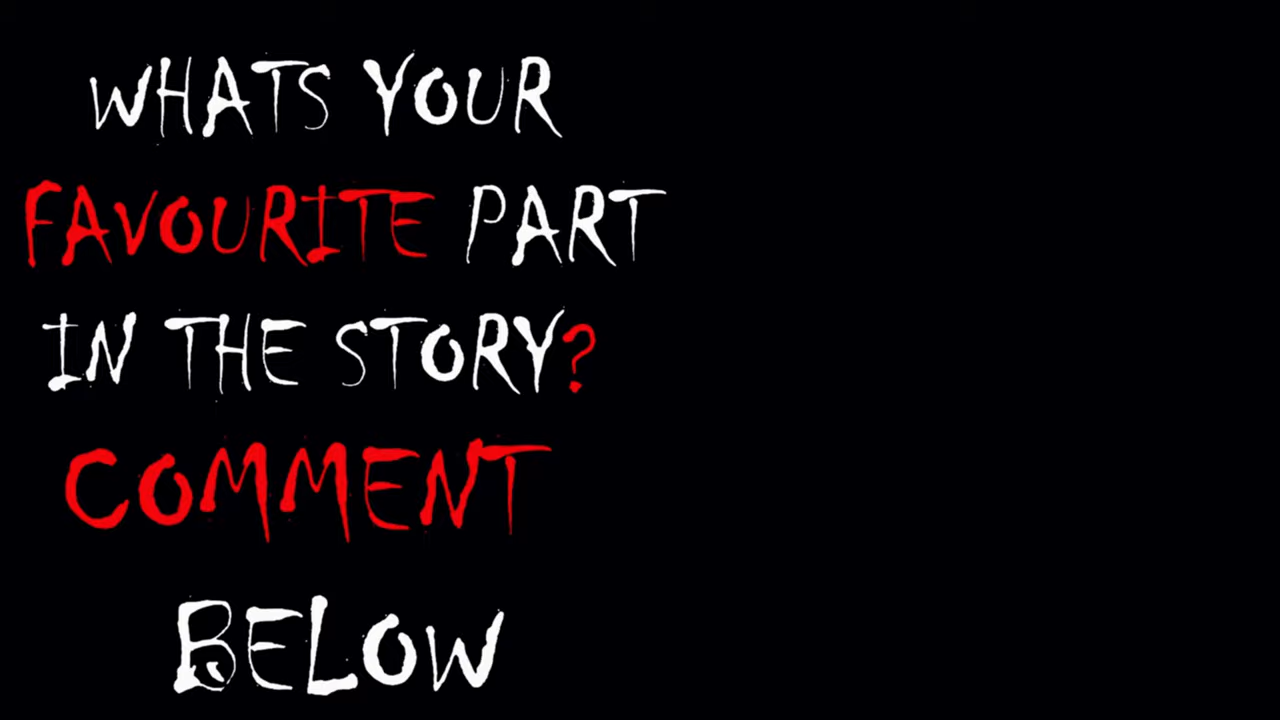 WHATS YOUR
FAVOURITE PART
IN THE STORY?
COMMENT
BELOW